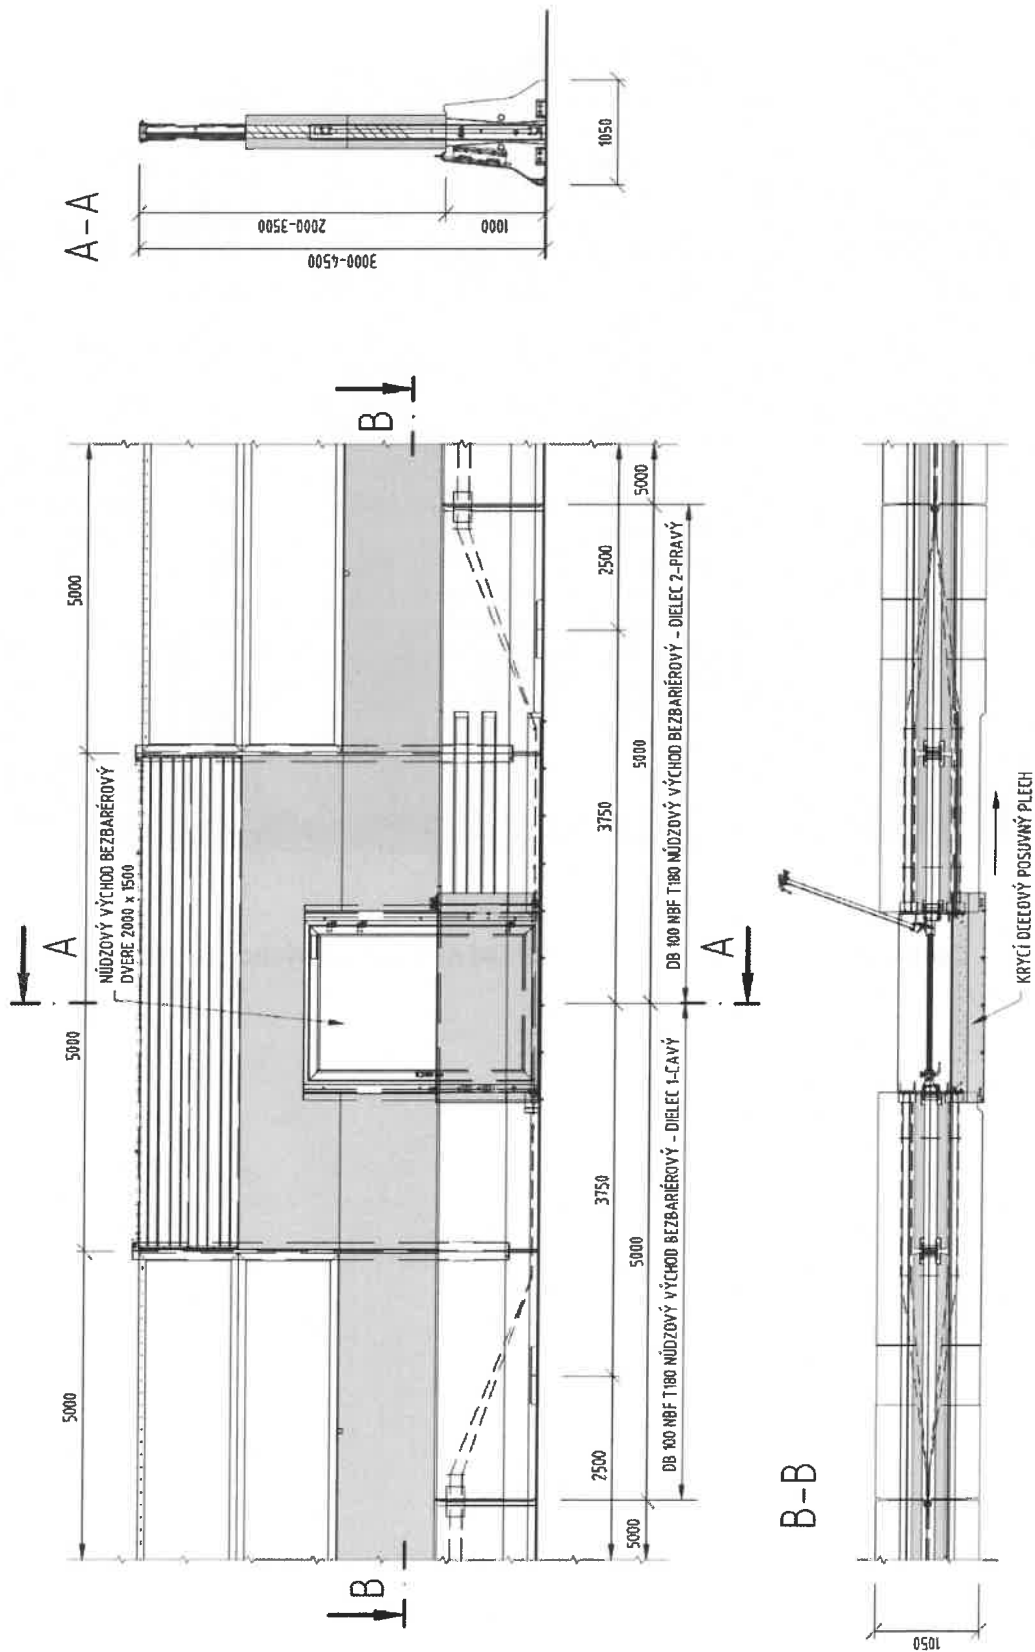 A-A
3000-4500
2000-3500
1000
1050
A
5000
5000
5000
NÚDZOVÝ VÝCHOD BEZBARÉROVÝ
DVERE 2000 x 1500
B
B
2500
3750
3750
2500
5000
5000
5000
5000
DB 100 NBF T180 NÚDZOVÝ VÝCHOD BEZBARIÉROVÝ - DIELEC 1-ĽAVÝ
DB 100 NBF T180 NÚDZOVÝ VÝCHOD BEZBARIÉROVÝ - DIELEC 2-PRAVÝ
A
B-B
1050
KRYCÍ OCEĽOVÝ POSUVNÝ PLECH